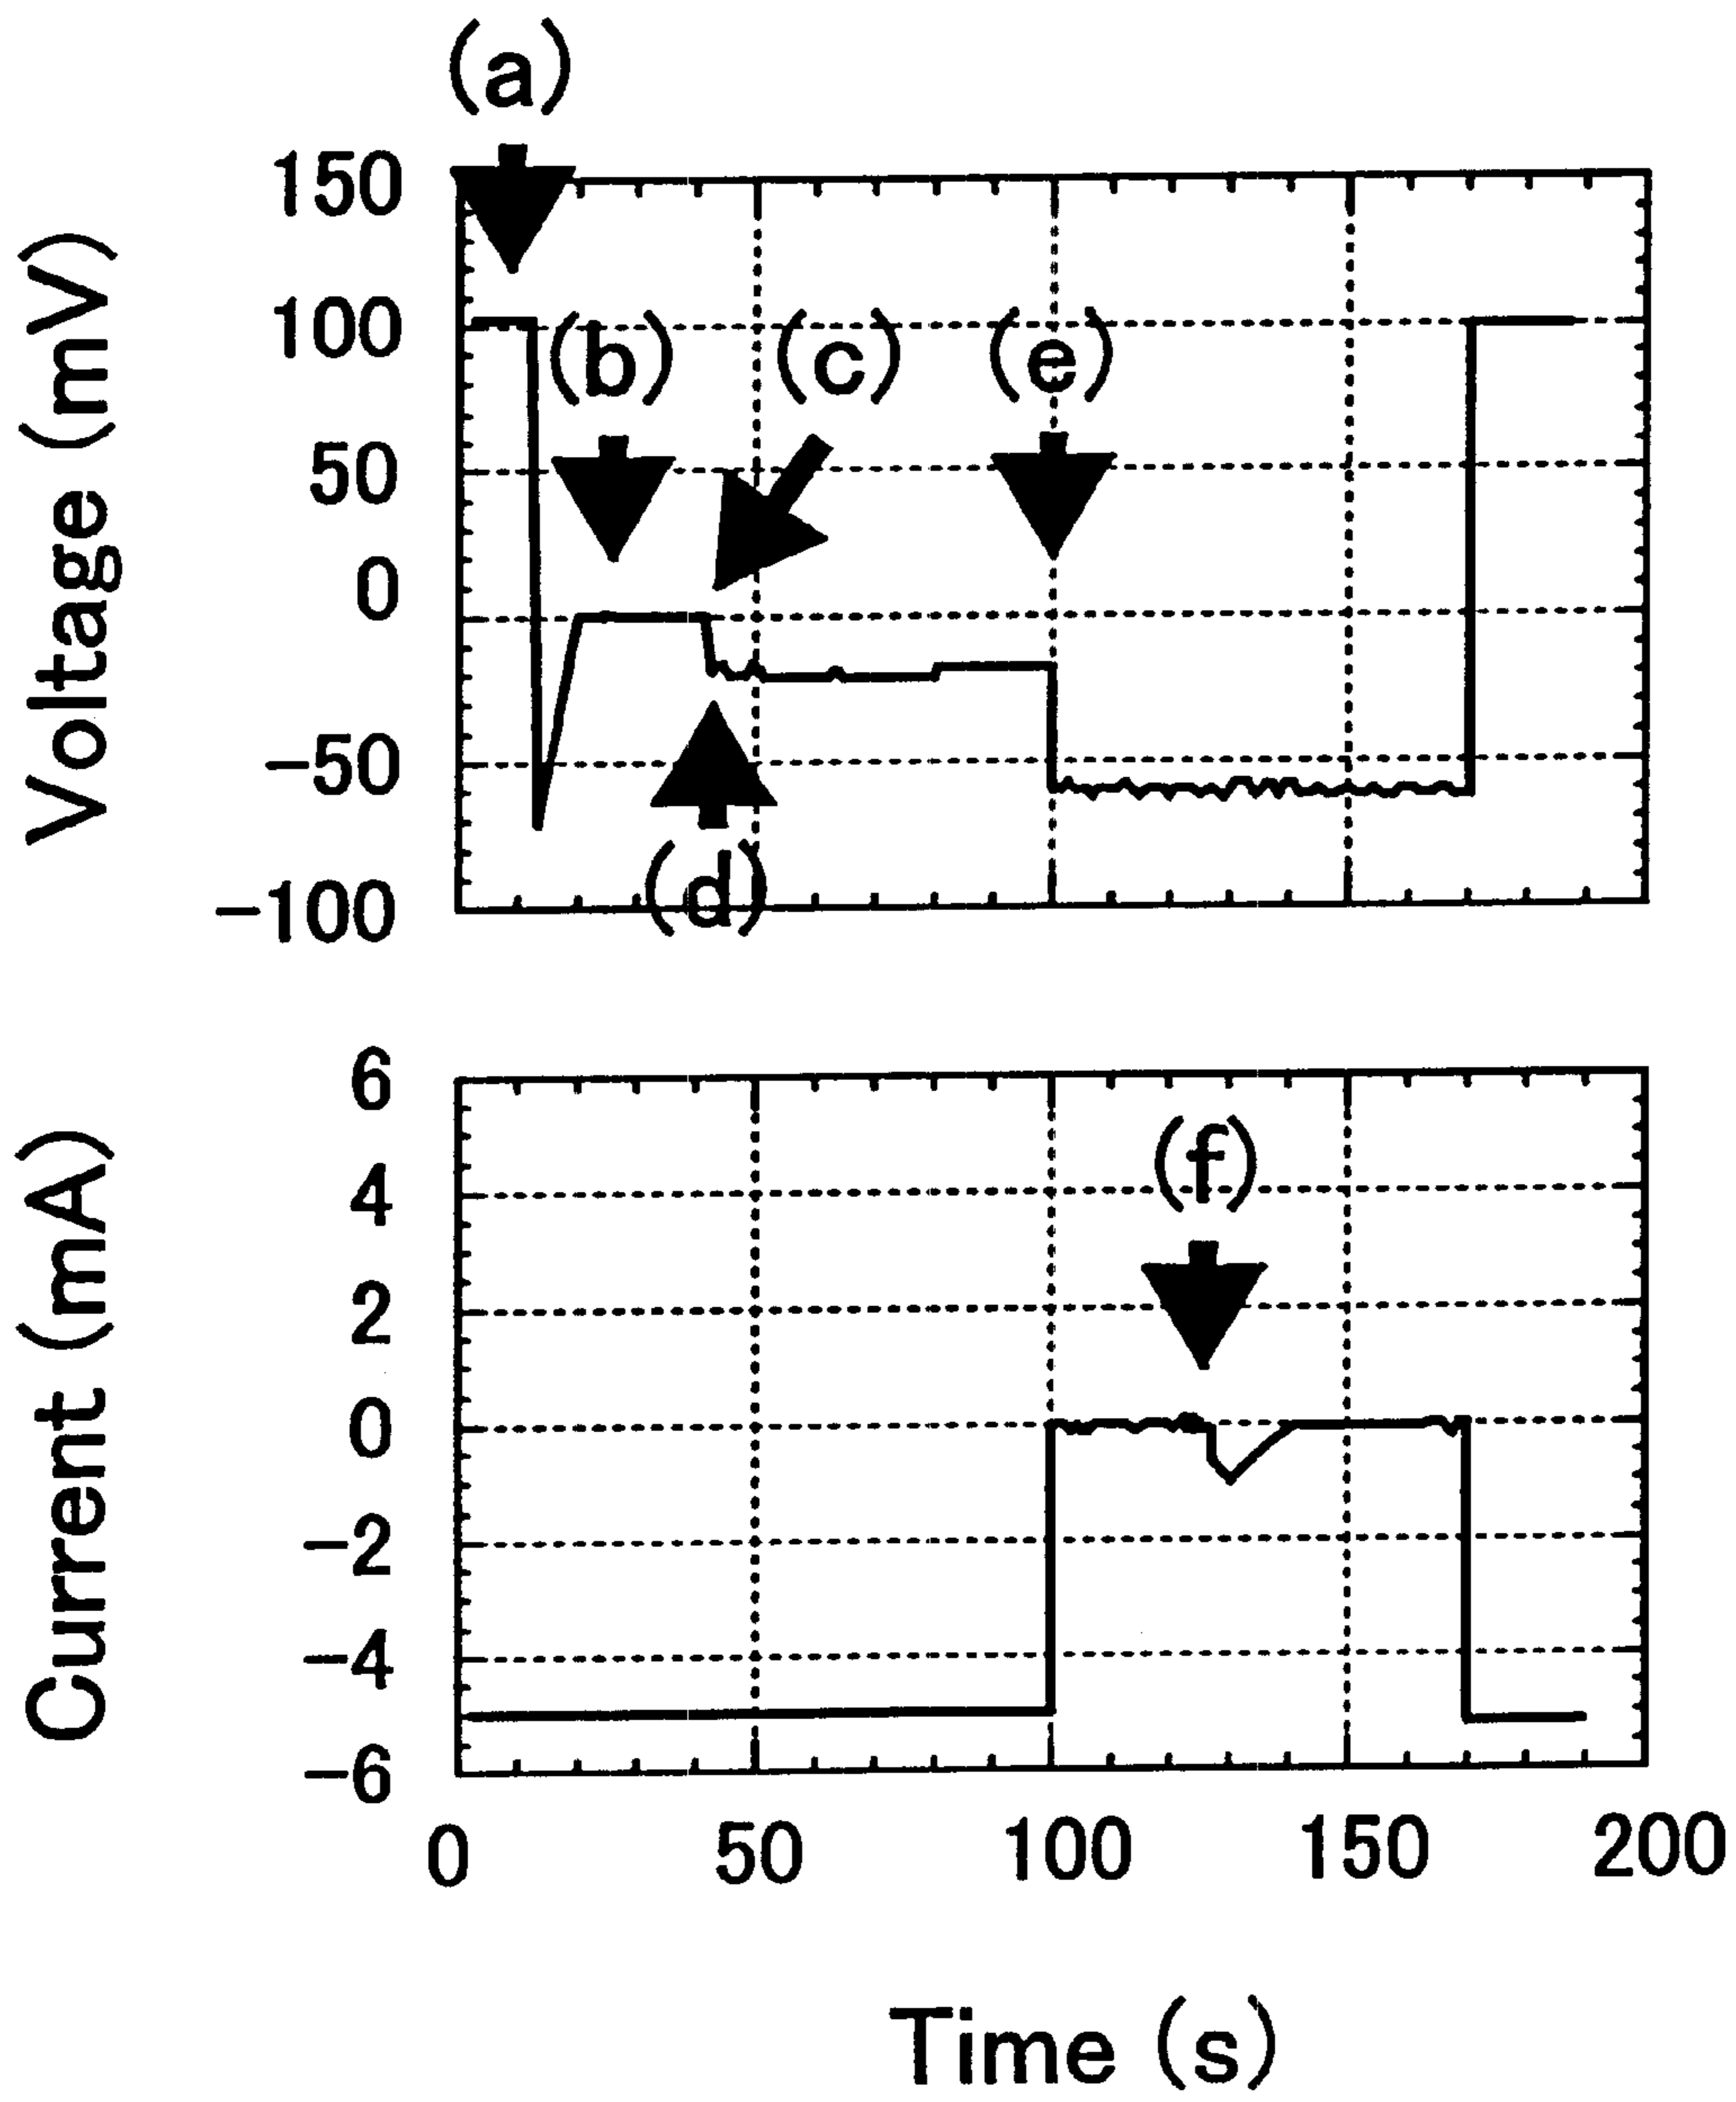 (a)
Voltage (mV)
150
100
50
0
−50
−100
(b) (c) (e)
(d)
Current (mA)
6
4
2
0
−2
−4
−6
(f)
0 50 100 150 200
Time (s)